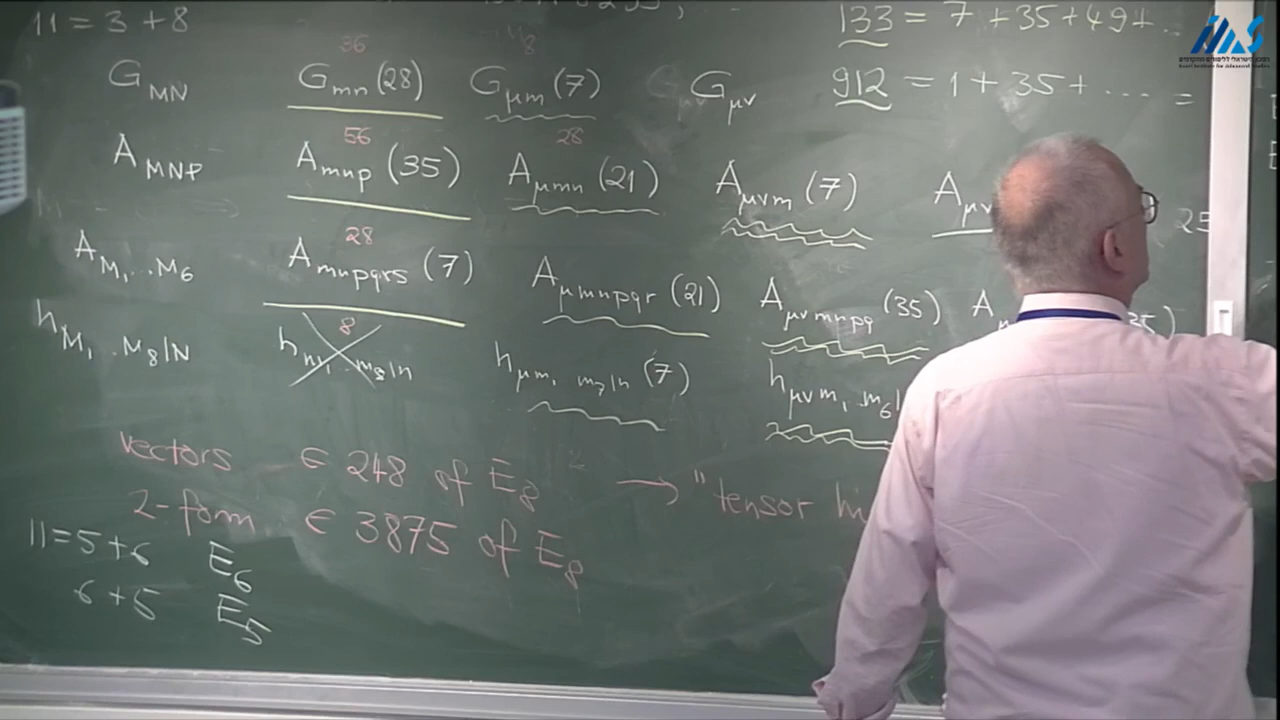 11 = 3 + 8
133 = 7 + 35 + 49 + ..
36
G_MN G_mn (28) G_μm (7) G_μν 912 = 1 + 35 + .... =
56 28
A_MNP A_mnp (35) A_μmn (21) A_μνm (7) A_μν
28
A_M₁...M₆ A_mnpqrs (7) A_μmnpqr (21) A_μνmnpq (35) A
8
h_M₁..M₈|N h_m₁..m₈|n h_μm₁ m₇|n (7) h_μνm₁..m₆|
vectors ∈ 248 of E₈ → "tensor hi
2-form ∈ 3875 of E₈
11 = 5 + 6 E₆
6 + 5 E₅